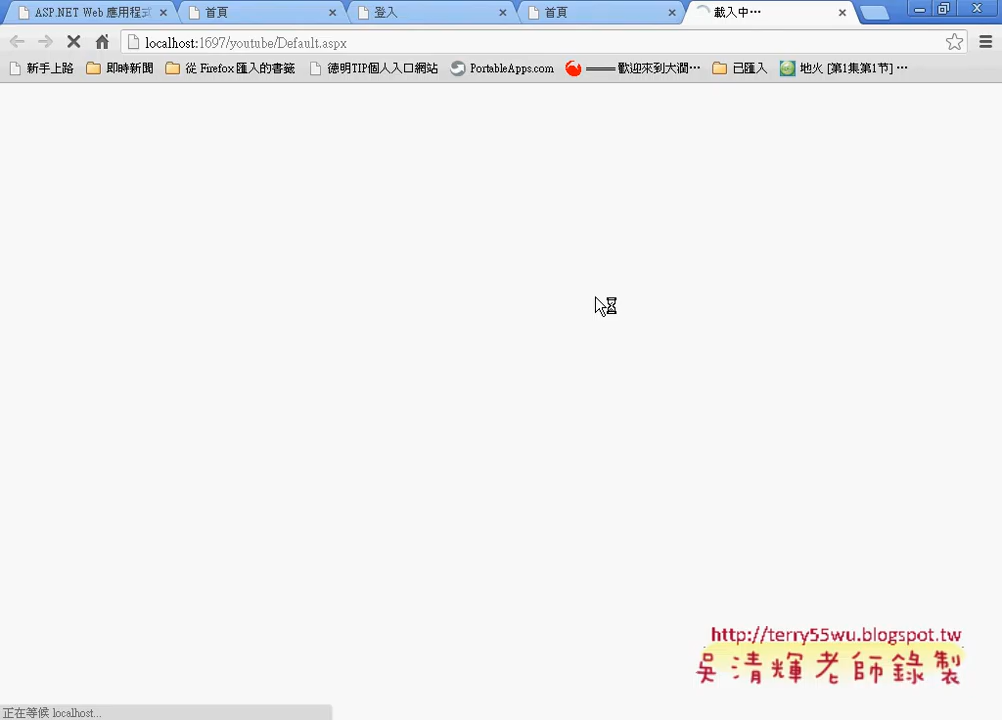 ASP.NET Web 應用程式
首頁
登入
首頁
載入中…
localhost:1697/youtube/Default.aspx
新手上路
即時新聞
從 Firefox 匯入的書籤
德明TIP個人入口網站
PortableApps.com
═══歡迎來到大潤…
已匯入
地火 [第1集第1节] …
http://terry55wu.blogspot.tw
吳清輝老師錄製
正在等候 localhost...